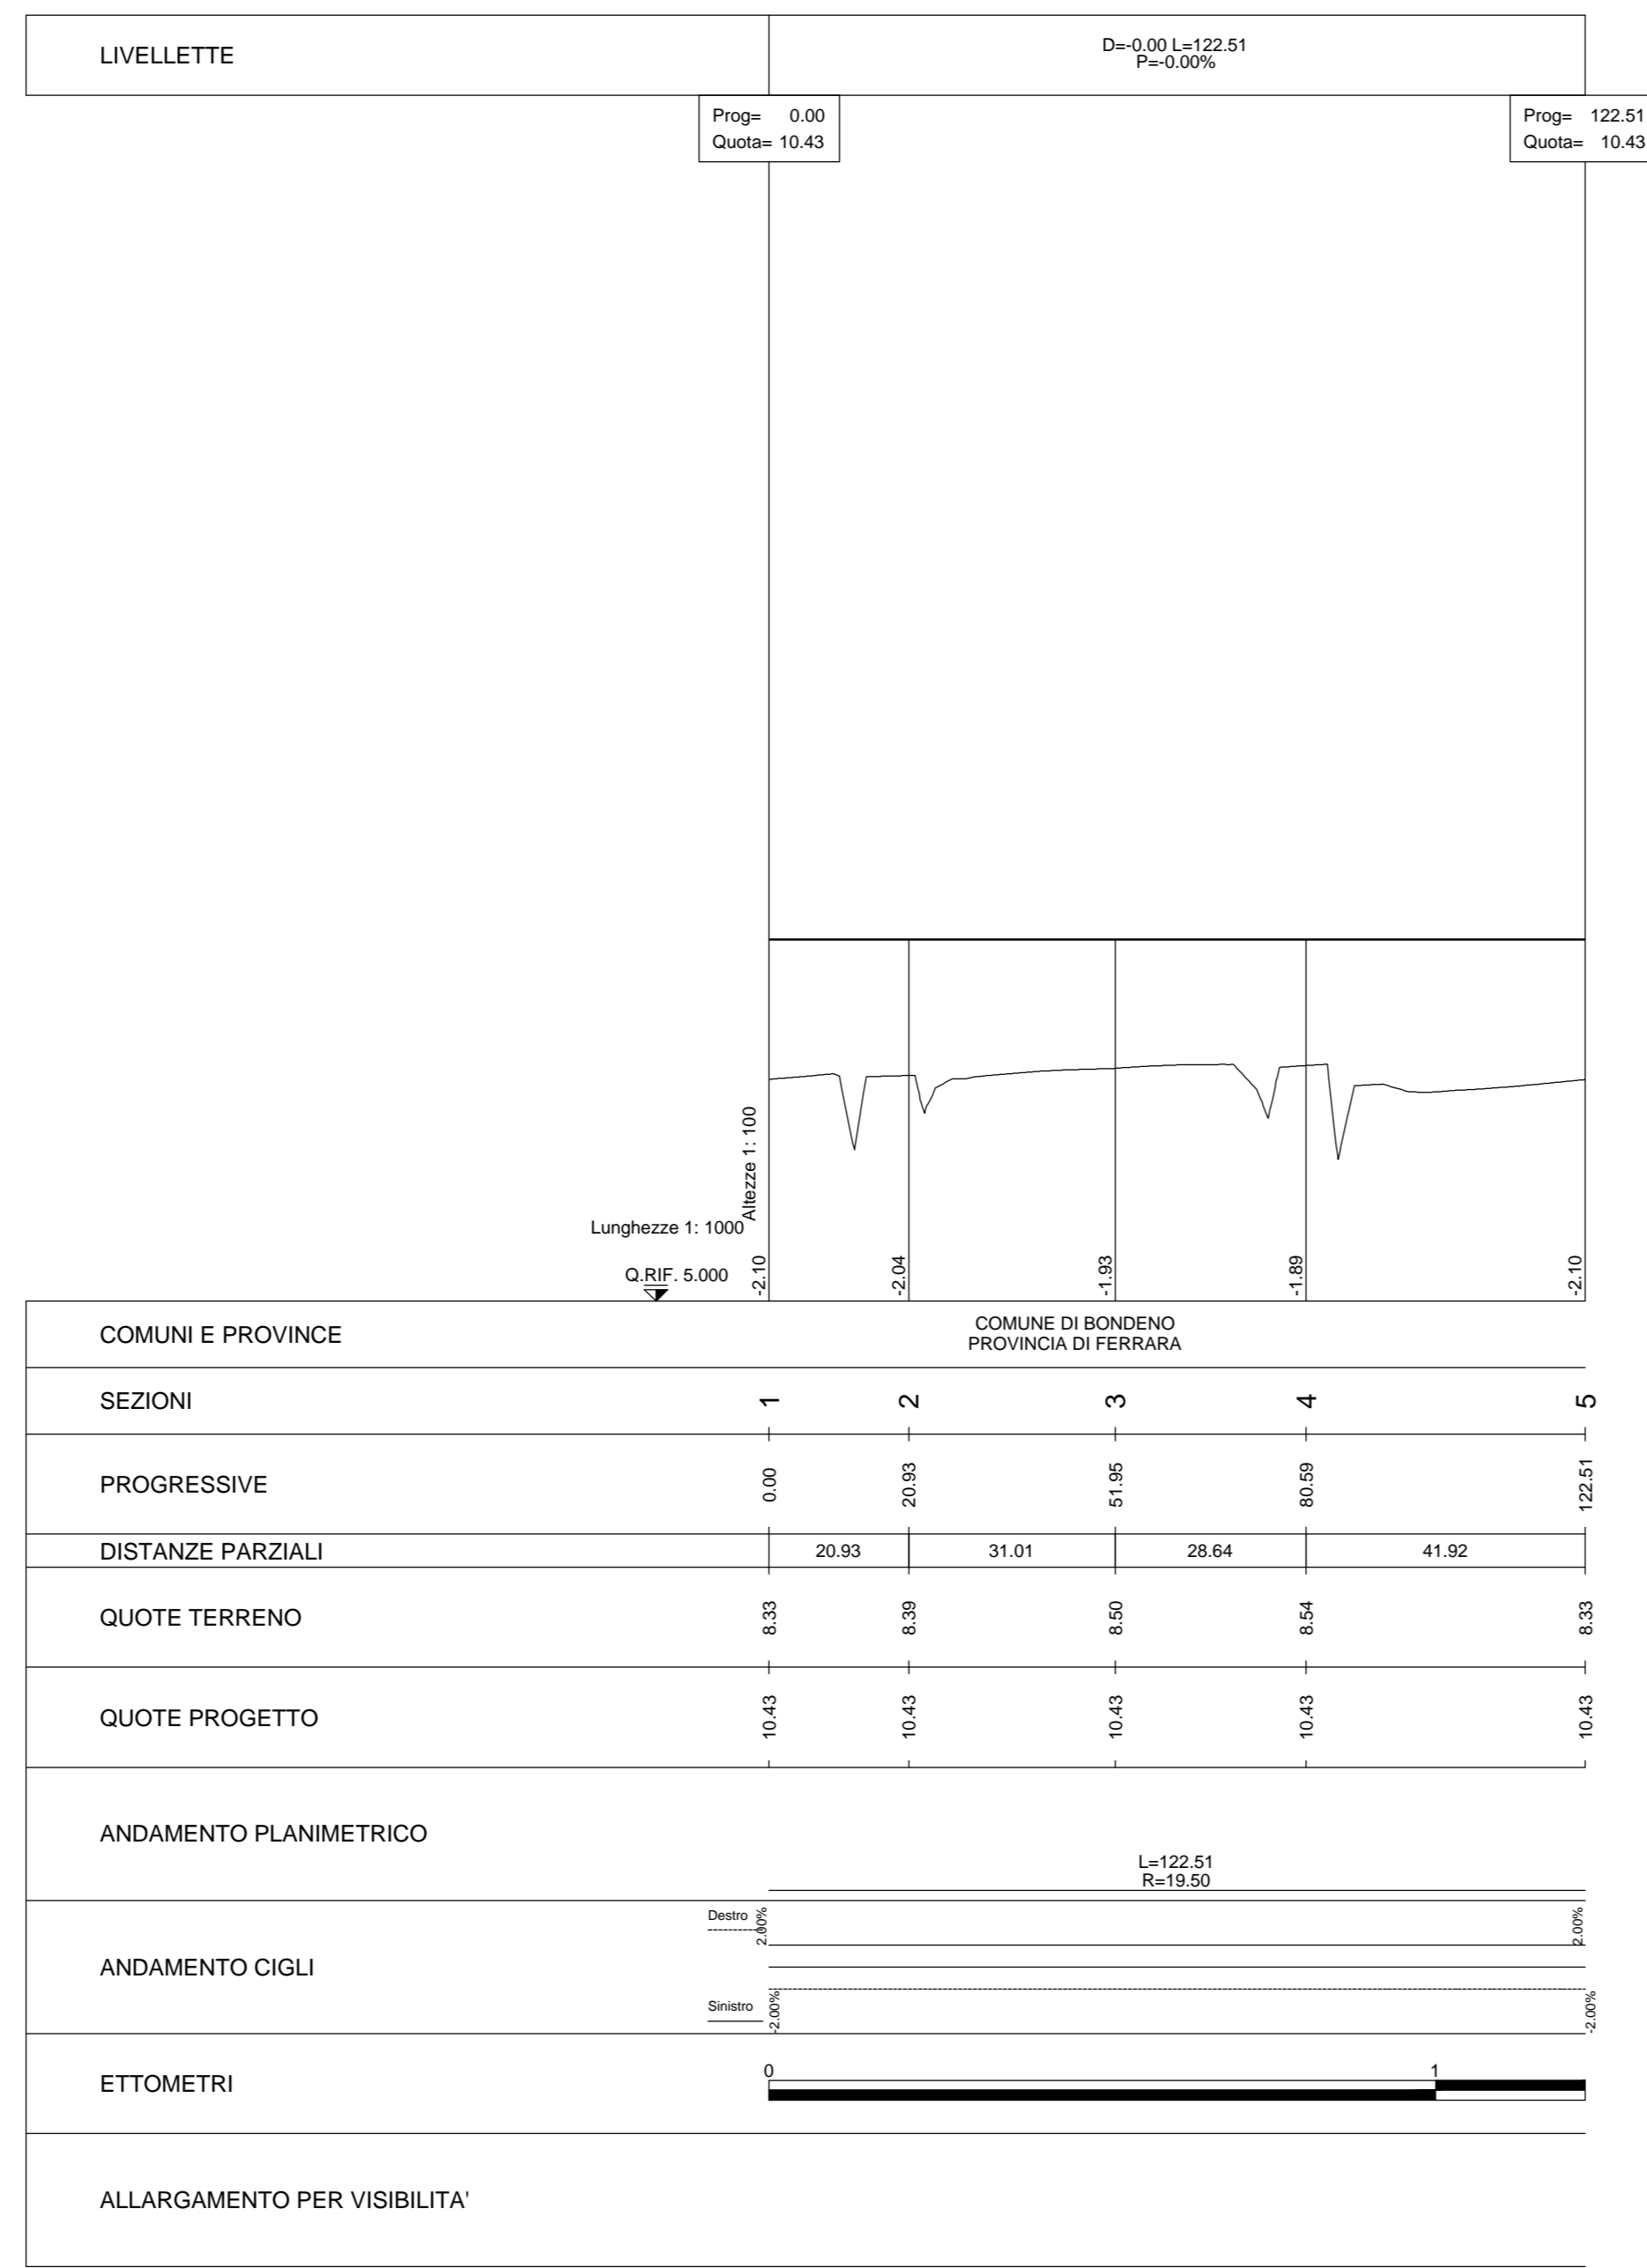 LIVELLETTE
D=-0.00 L=122.51
P=-0.00%
Prog= 0.00
Quota= 10.43
Prog= 122.51
Quota= 10.43
Altezze 1: 100
Lunghezze 1: 1000
Q.RIF. 5.000
-2.10 -2.04 -1.93 -1.89 -2.10
COMUNI E PROVINCE
COMUNE DI BONDENO
PROVINCIA DI FERRARA
SEZIONI 1 2 3 4 5
PROGRESSIVE 0.00 20.93 51.95 80.59 122.51
DISTANZE PARZIALI 20.93 31.01 28.64 41.92
QUOTE TERRENO 8.33 8.39 8.50 8.54 8.33
QUOTE PROGETTO 10.43 10.43 10.43 10.43 10.43
ANDAMENTO PLANIMETRICO
L=122.51
R=19.50
Destro 2.00% 2.00%
ANDAMENTO CIGLI
Sinistro -2.00% -2.00%
ETTOMETRI 0 1
ALLARGAMENTO PER VISIBILITA'